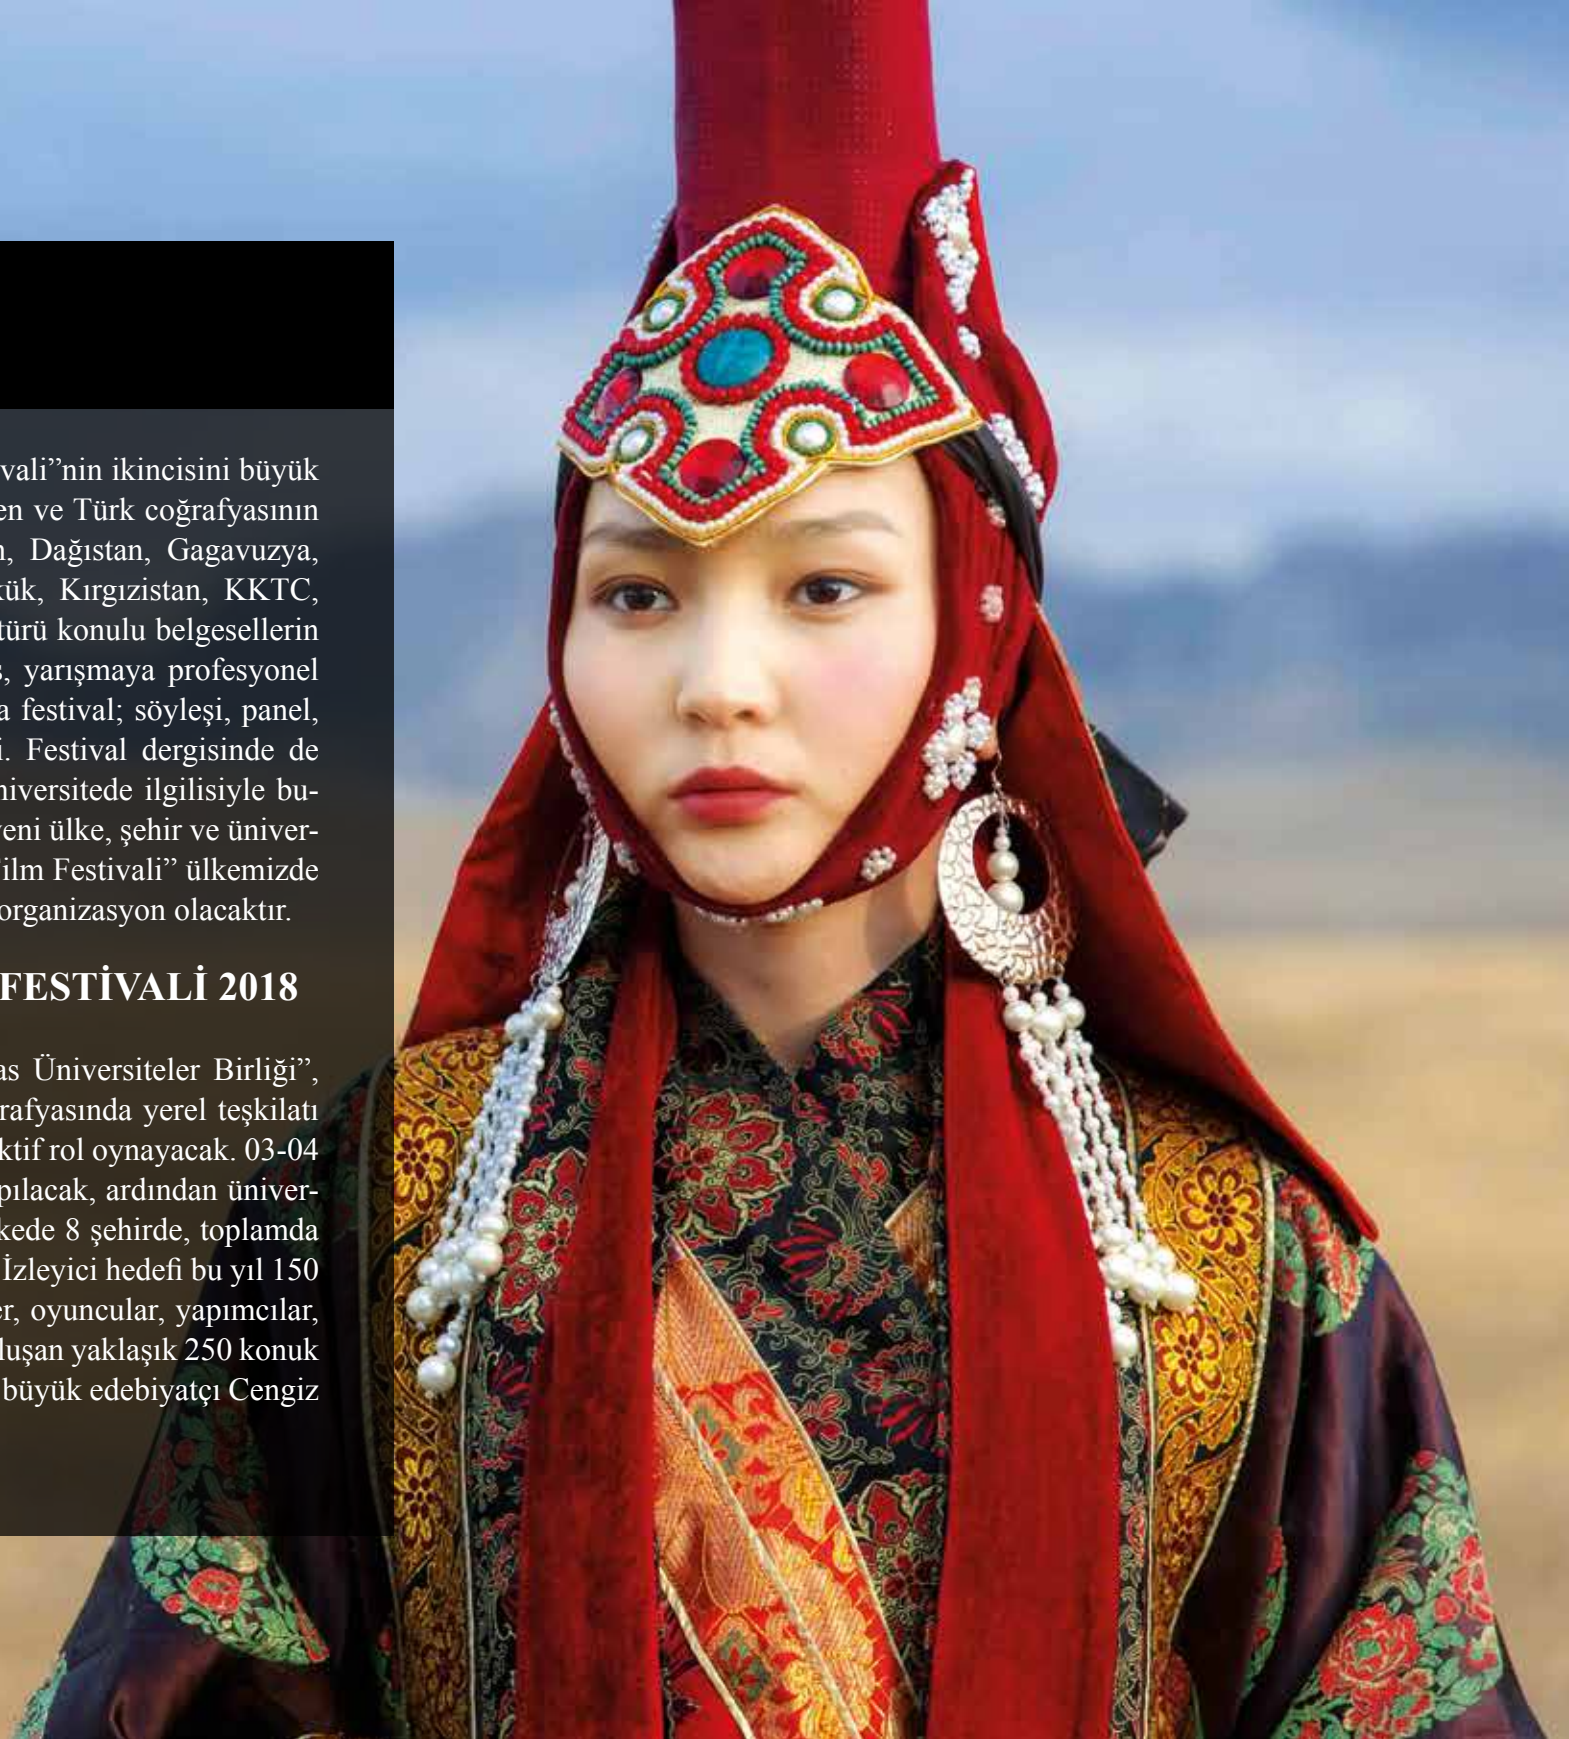 vali”nin ikincisini büyük
en ve Türk coğrafyasının
, Dağıstan, Gagavuzya,
kük, Kırgızistan, KKTC,
türü konulu belgesellerin
, yarışmaya profesyonel
a festival; söyleşi, panel,
i. Festival dergisinde de
niversitede ilgilisiyle bu-
eni ülke, şehir ve üniver-
ilm Festivali” ülkemizde
organizasyon olacaktır.
FESTİVALİ 2018
as Üniversiteler Birliği”,
rafyasında yerel teşkilatı
ktif rol oynayacak. 03-04
pılacak, ardından üniver-
kede 8 şehirde, toplamda
İzleyici hedefi bu yıl 150
er, oyuncular, yapımcılar,
luşan yaklaşık 250 konuk
büyük edebiyatçı Cengiz